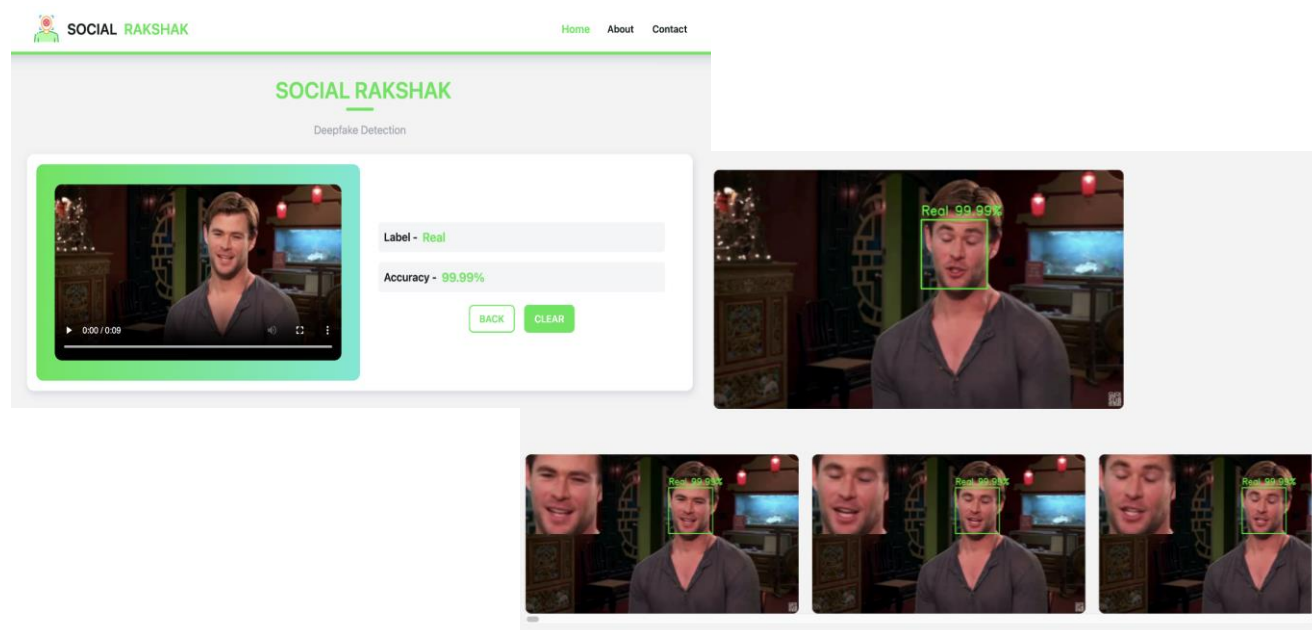 SOCIAL RAKSHAK
Home About Contact
SOCIAL RAKSHAK
Deepfake Detection
0:00 / 0:09
Label - Real
Accuracy - 99.99%
BACK CLEAR
Real 99.99%
Real 99.99%
Real 99.99%
Real 99.99%